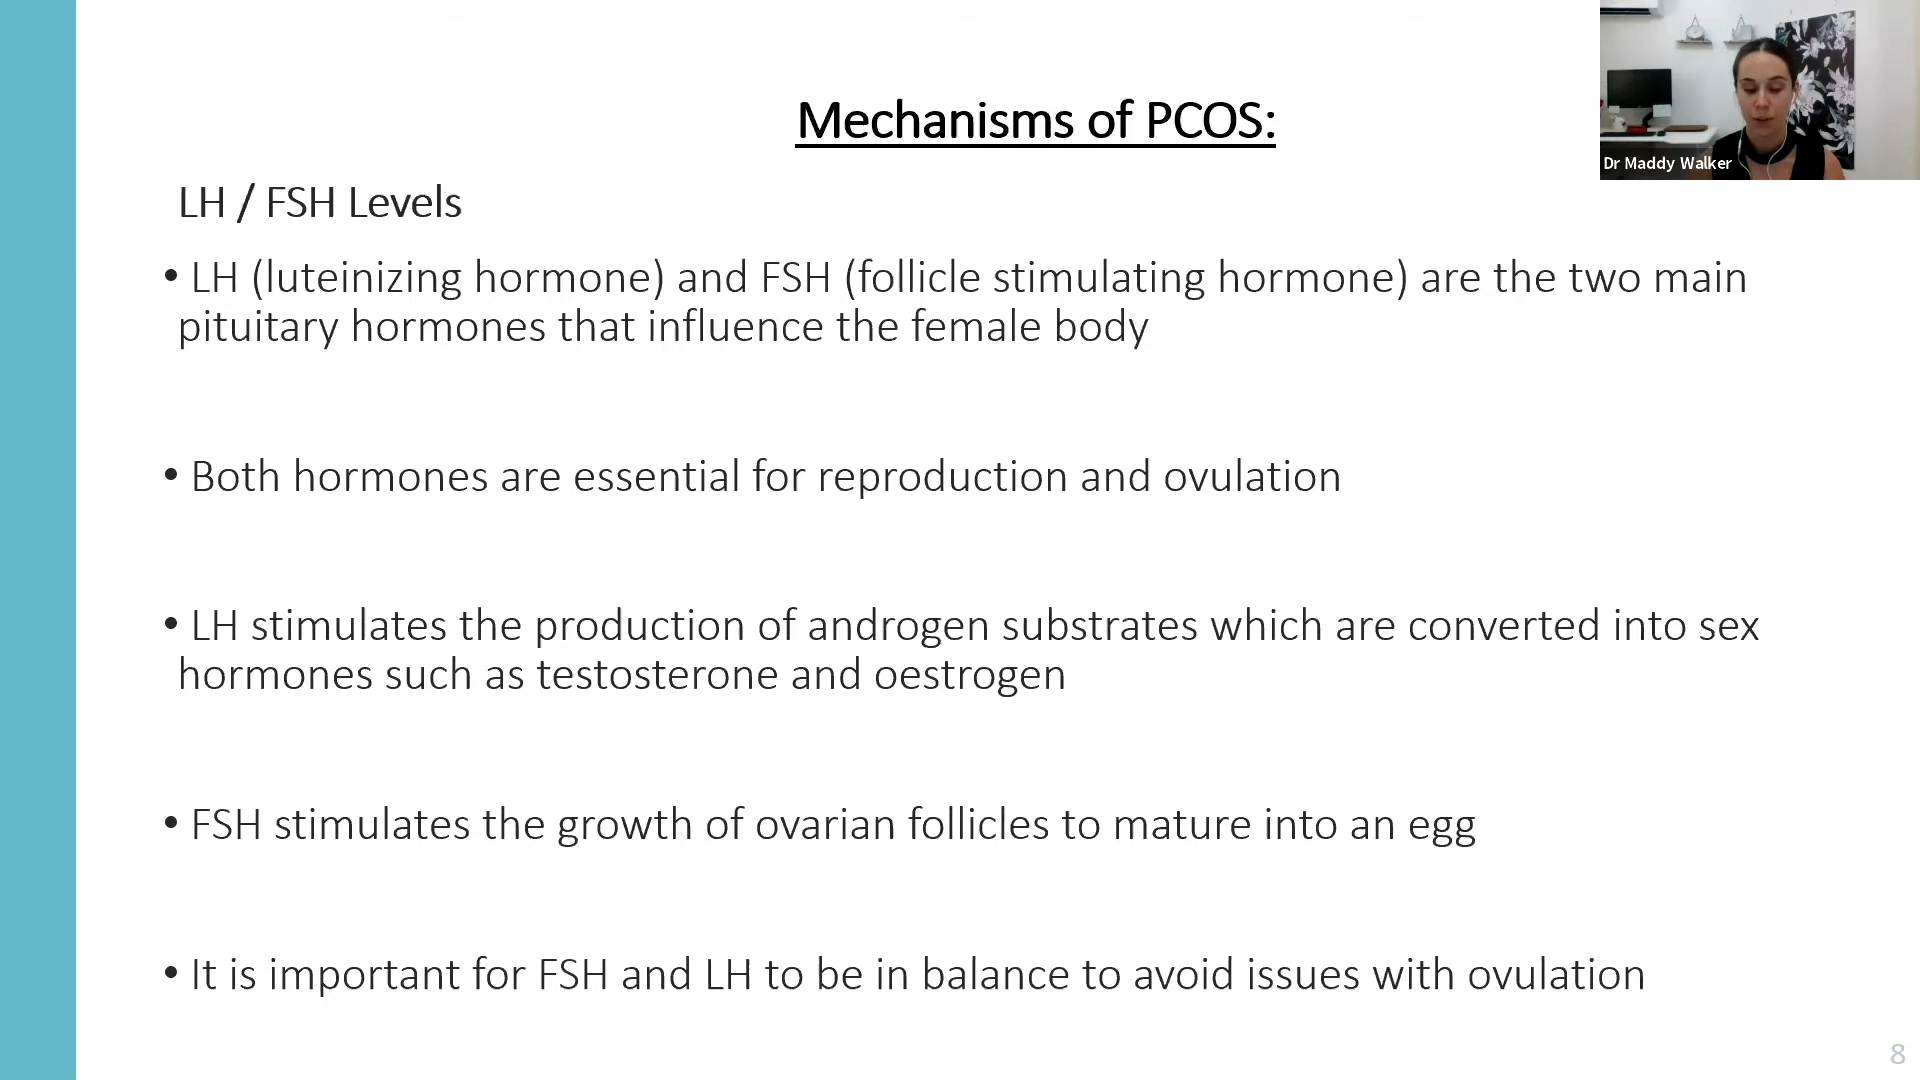 Mechanisms of PCOS:
Dr Maddy Walker
LH / FSH Levels
• LH (luteinizing hormone) and FSH (follicle stimulating hormone) are the two main
pituitary hormones that influence the female body
• Both hormones are essential for reproduction and ovulation
• LH stimulates the production of androgen substrates which are converted into sex
hormones such as testosterone and oestrogen
• FSH stimulates the growth of ovarian follicles to mature into an egg
• It is important for FSH and LH to be in balance to avoid issues with ovulation
8